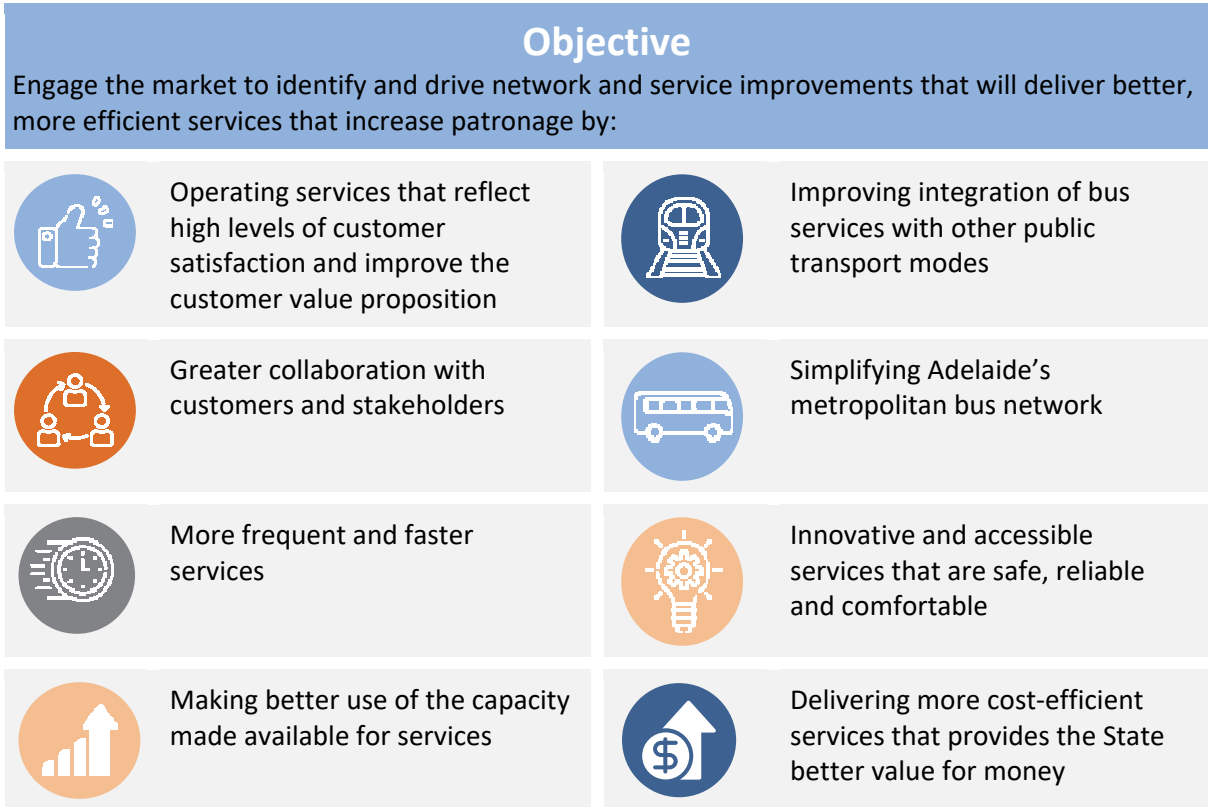 Objective
Engage the market to identify and drive network and service improvements that will deliver better,
more efficient services that increase patronage by:
Operating services that reflect
high levels of customer
satisfaction and improve the
customer value proposition
Improving integration of bus
services with other public
transport modes
Greater collaboration with
customers and stakeholders
Simplifying Adelaide’s
metropolitan bus network
More frequent and faster
services
Innovative and accessible
services that are safe, reliable
and comfortable
Making better use of the capacity
made available for services
$
Delivering more cost-efficient
services that provides the State
better value for money